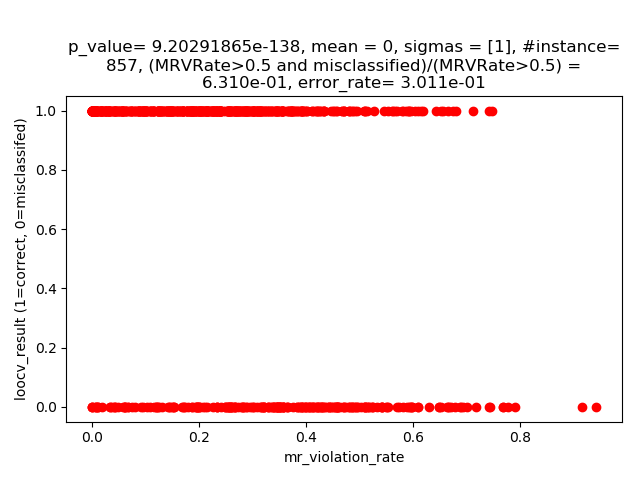 p_value= 9.20291865e-138, mean = 0, sigmas = [1], #instance=
857, (MRVRate>0.5 and misclassified)/(MRVRate>0.5) =
6.310e-01, error_rate= 3.011e-01
loocv_result (1=correct, 0=misclassifed)
1.0
0.8
0.6
0.4
0.2
0.0
0.0 0.2 0.4 0.6 0.8
mr_violation_rate